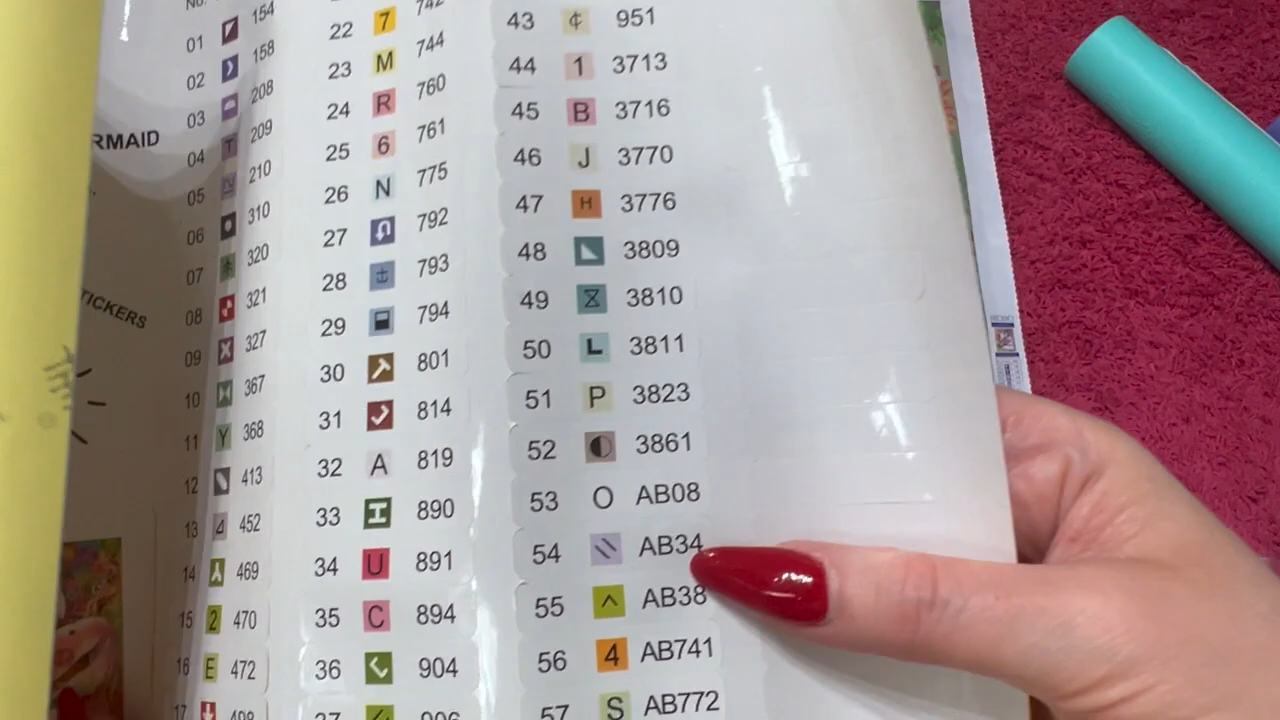 No.
01 154
02 158
03 208
04 T 209
05 210
06 310
07 320
08 321
09 327
10 367
11 Y 368
12 413
13 452
14 469
15 2 470
16 E 472
17 498
22 7 742
23 M 744
24 R 760
25 6 761
26 N 775
27 792
28 793
29 794
30 801
31 814
32 A 819
33 890
34 U 891
35 C 894
36 904
37 906
43 ¢ 951
44 1 3713
45 B 3716
46 J 3770
47 H 3776
48 3809
49 3810
50 L 3811
51 P 3823
52 3861
53 O AB08
54 AB34
55 ^ AB38
56 4 AB741
57 S AB772
RMAID
TICKERS